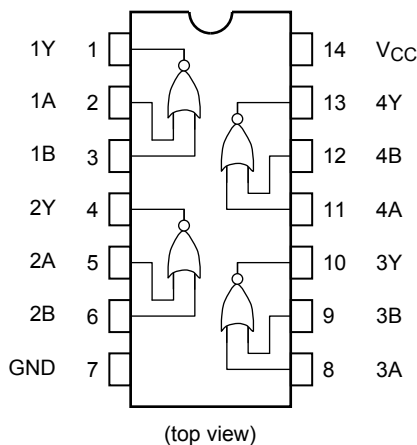 1Y 1 14 VCC
1A 2 13 4Y
1B 3 12 4B
2Y 4 11 4A
2A 5 10 3Y
2B 6 9 3B
GND 7 8 3A
(top view)